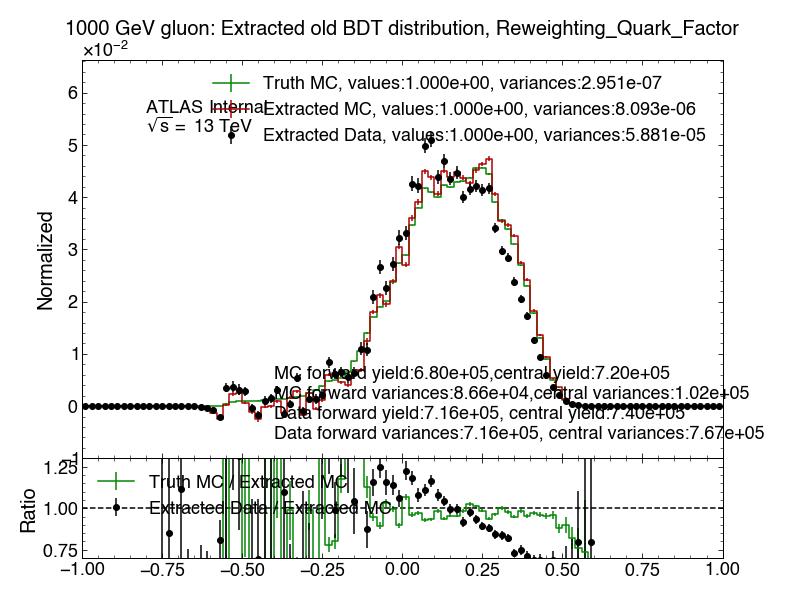 1000 GeV gluon: Extracted old BDT distribution, Reweighting_Quark_Factor
×10⁻²
Truth MC, values:1.000e+00, variances:2.951e-07
ATLAS Internal
Extracted MC, values:1.000e+00, variances:8.093e-06
√s = 13 TeV
Extracted Data, values:1.000e+00, variances:5.881e-05
6
5
4
3
2
1
0
−1
Normalized
MC forward yield:6.80e+05,central yield:7.20e+05
MC forward variances:8.66e+04,central variances:1.02e+05
Data forward yield:7.16e+05, central yield:7.40e+05
Data forward variances:7.16e+05, central variances:7.67e+05
1.25
1.00
0.75
Ratio
Truth MC / Extracted MC
Extracted Data / Extracted MC
−1.00 −0.75 −0.50 −0.25 0.00 0.25 0.50 0.75 1.00